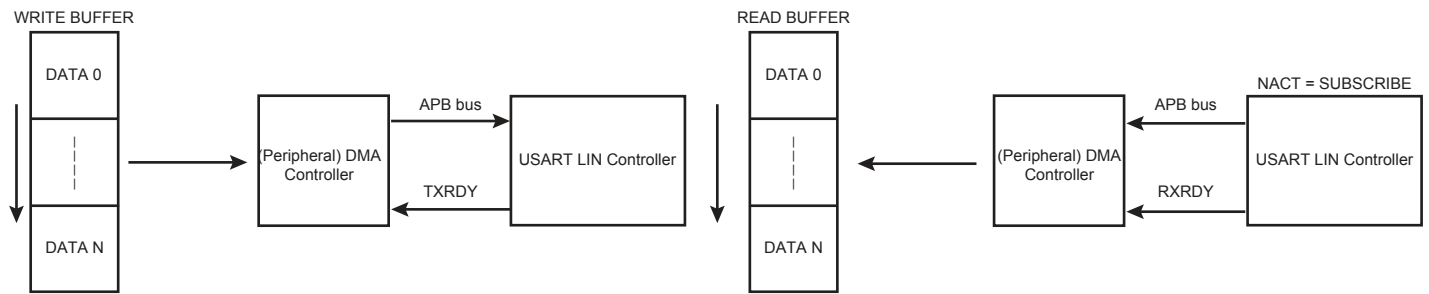 WRITE BUFFER
DATA 0
DATA N
(Peripheral) DMA
Controller
APB bus
TXRDY
USART LIN Controller
READ BUFFER
DATA 0
DATA N
(Peripheral) DMA
Controller
APB bus
RXRDY
NACT = SUBSCRIBE
USART LIN Controller